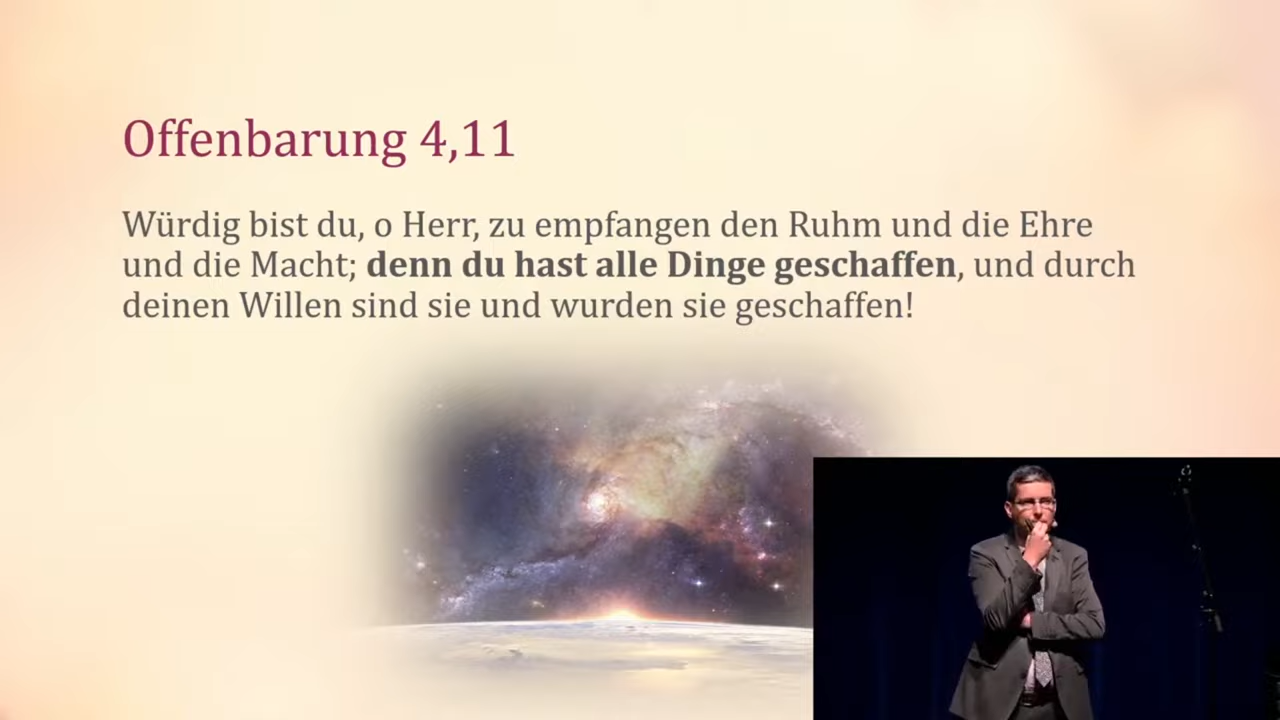 Offenbarung 4,11
Würdig bist du, o Herr, zu empfangen den Ruhm und die Ehre
und die Macht; denn du hast alle Dinge geschaffen, und durch
deinen Willen sind sie und wurden sie geschaffen!